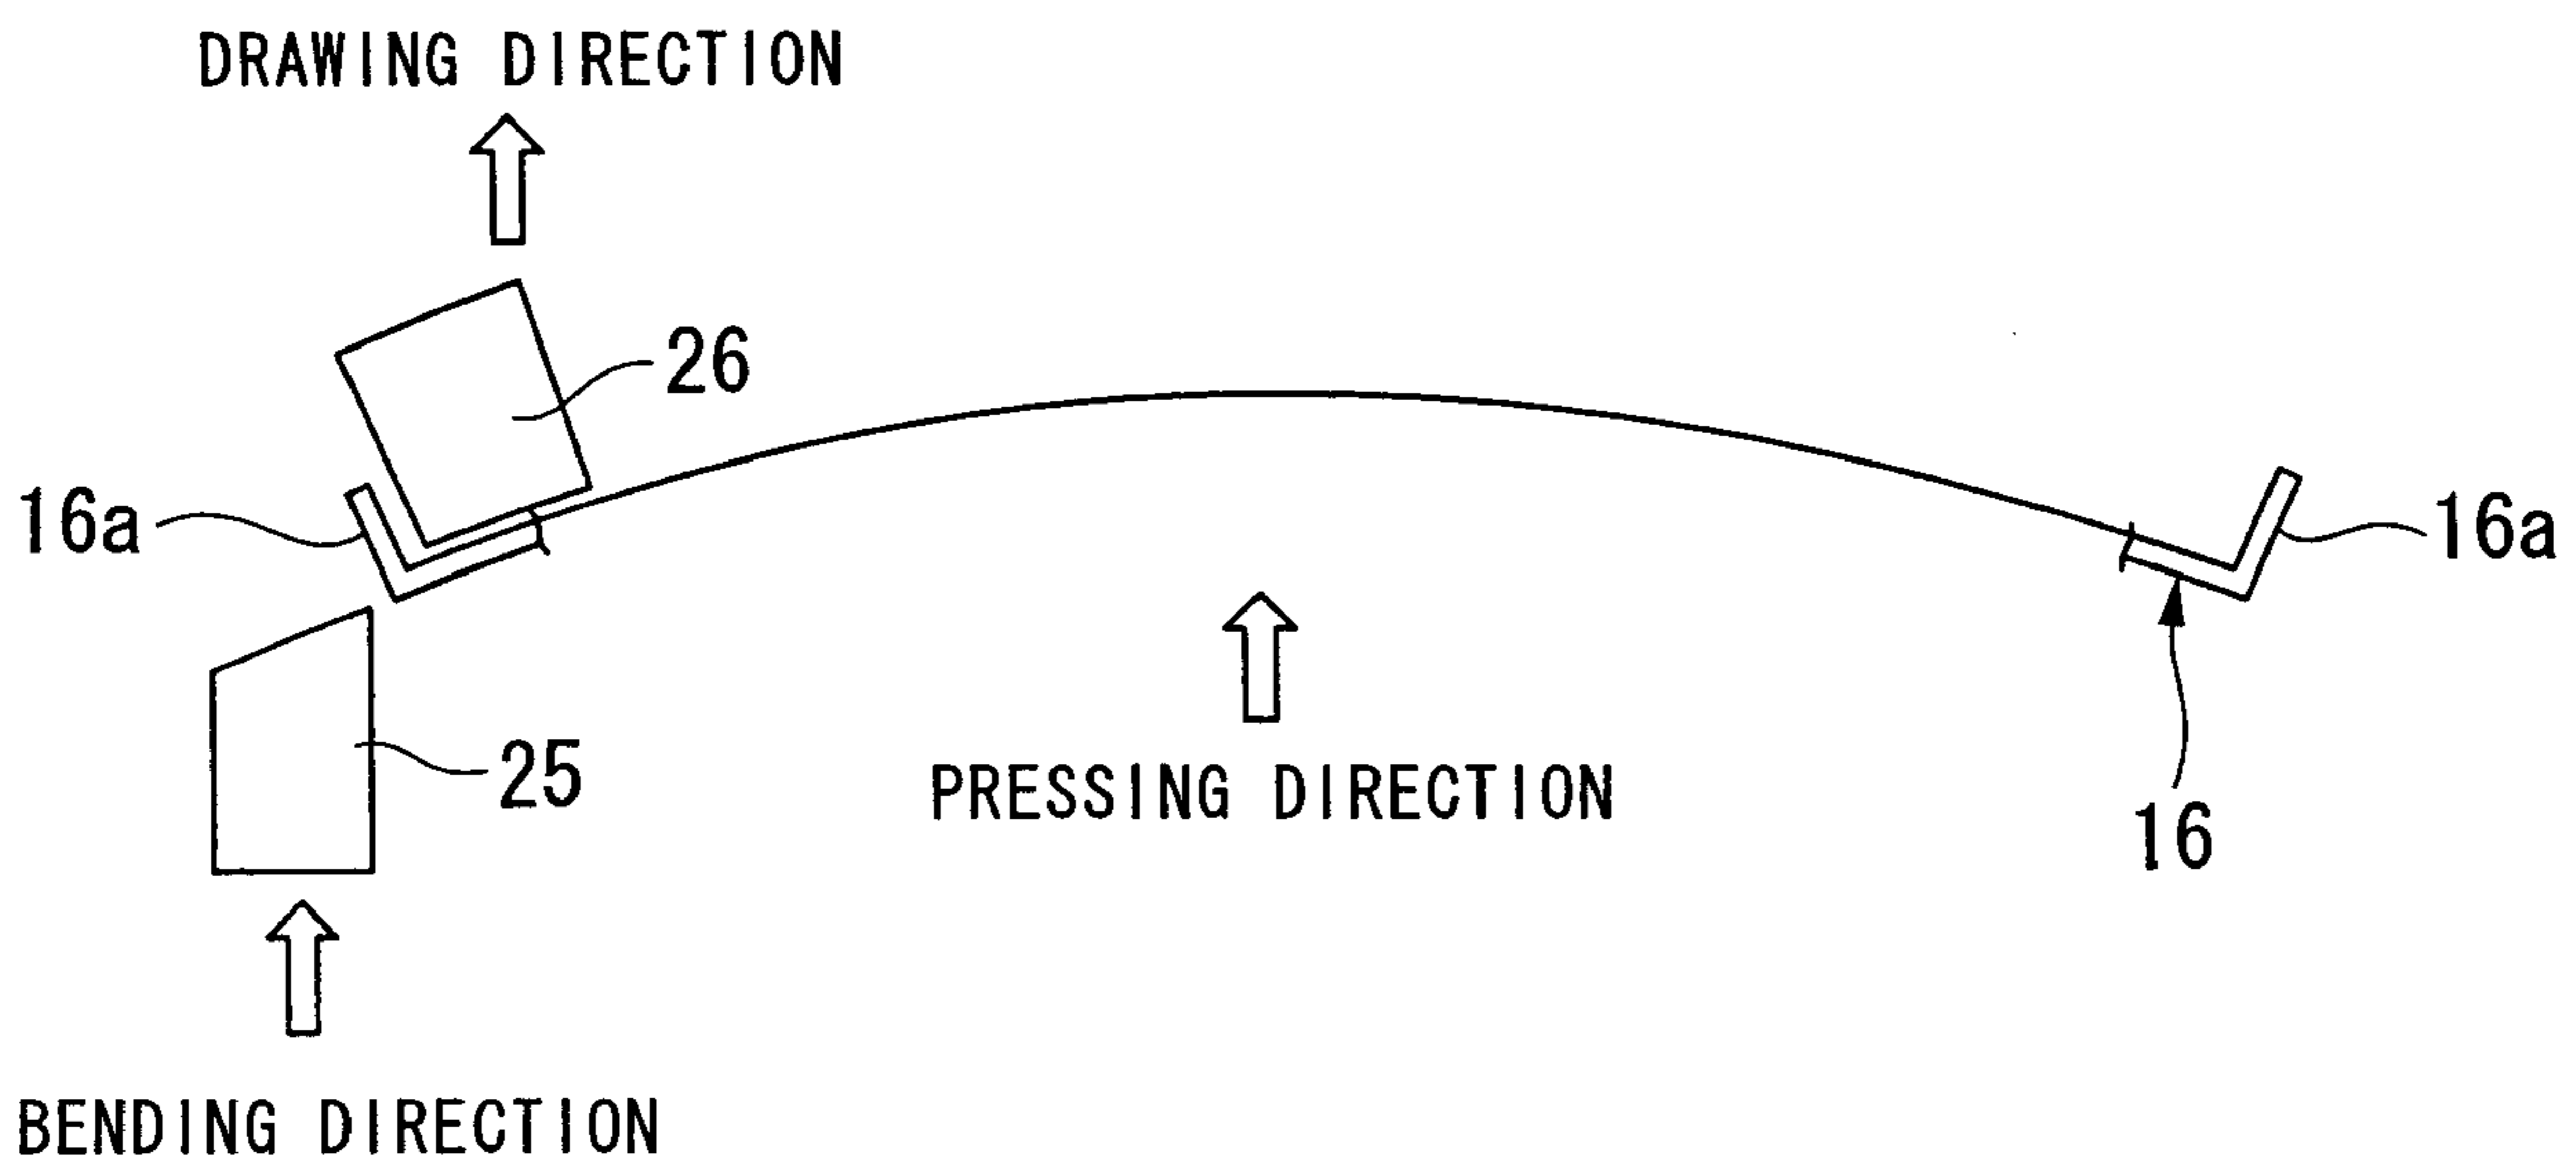 DRAWING DIRECTION
26
16a
16a
25
PRESSING DIRECTION
16
BENDING DIRECTION